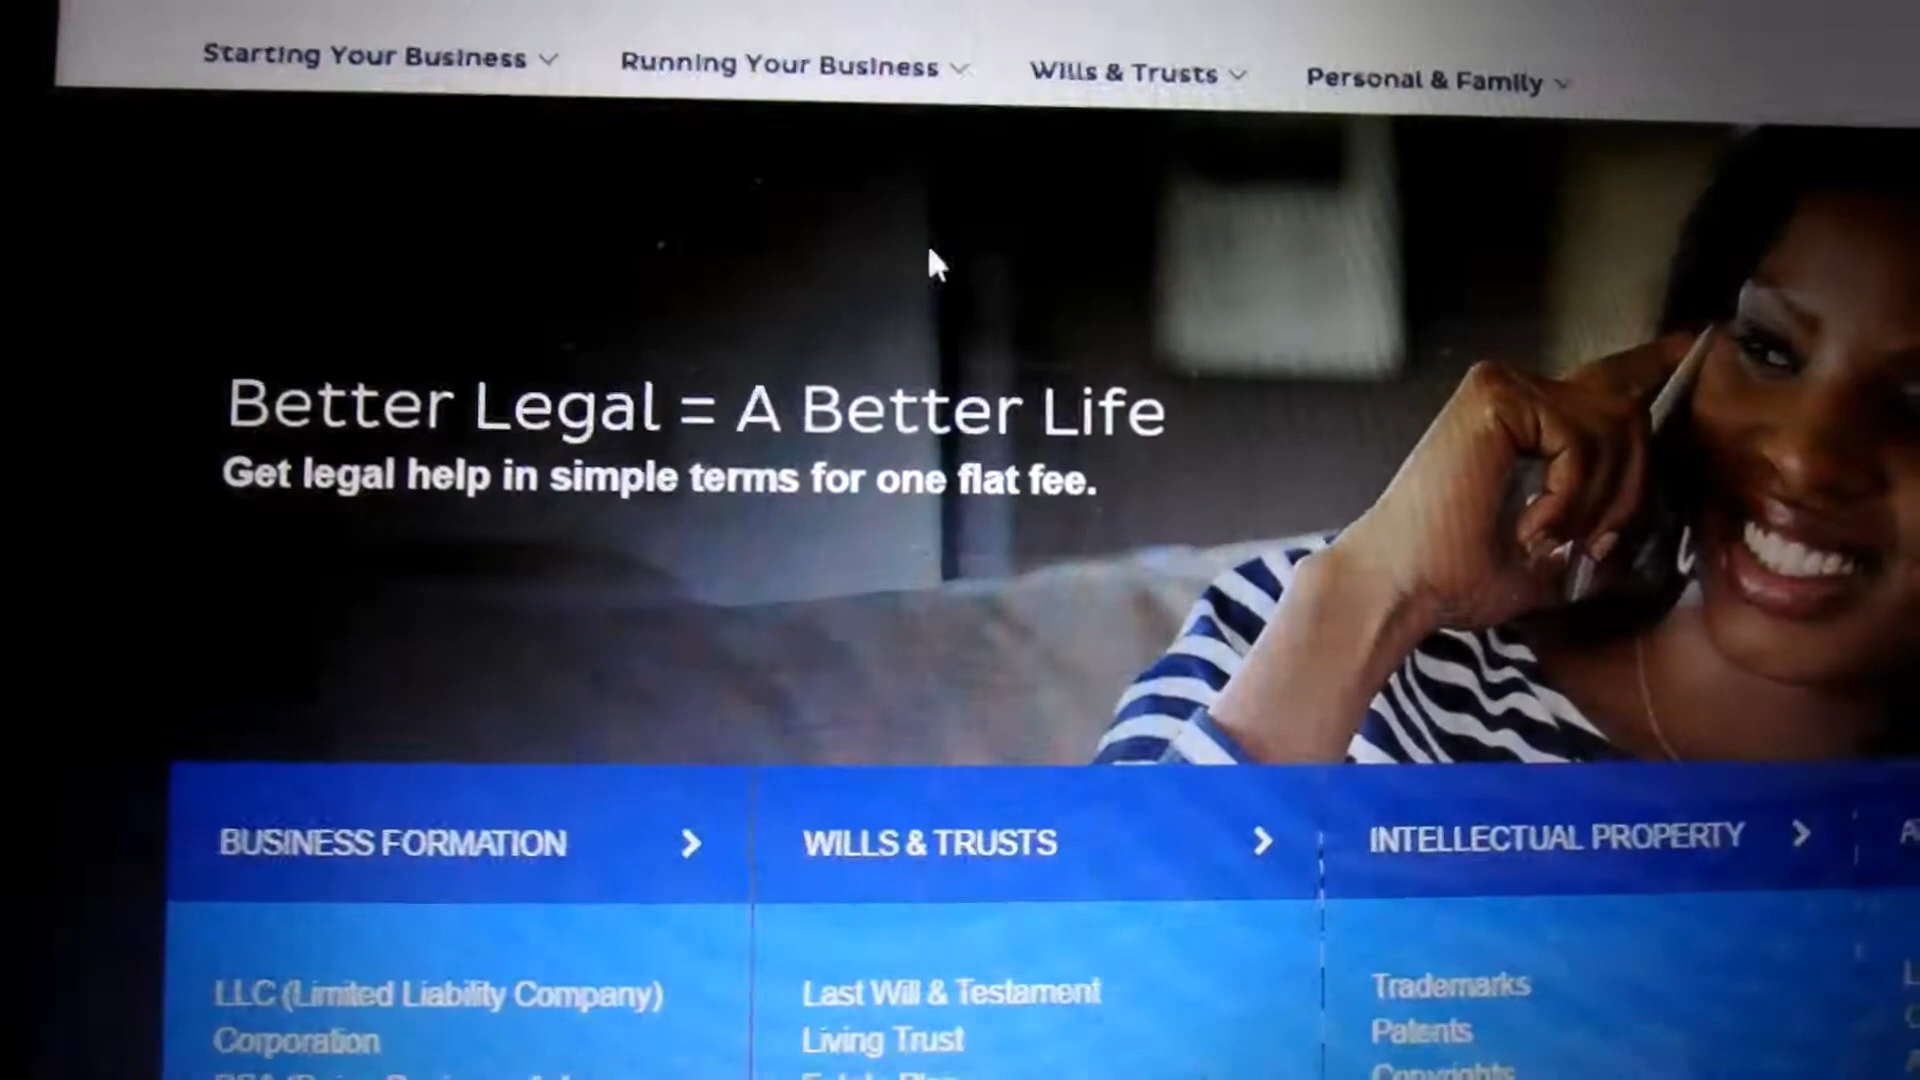 Starting Your Business
Running Your Business
Wills & Trusts
Personal & Family
Better Legal = A Better Life
Get legal help in simple terms for one flat fee.
BUSINESS FORMATION
WILLS & TRUSTS
INTELLECTUAL PROPERTY
LLC (Limited Liability Company)
Corporation
Last Will & Testament
Living Trust
Trademarks
Patents
Copyrights